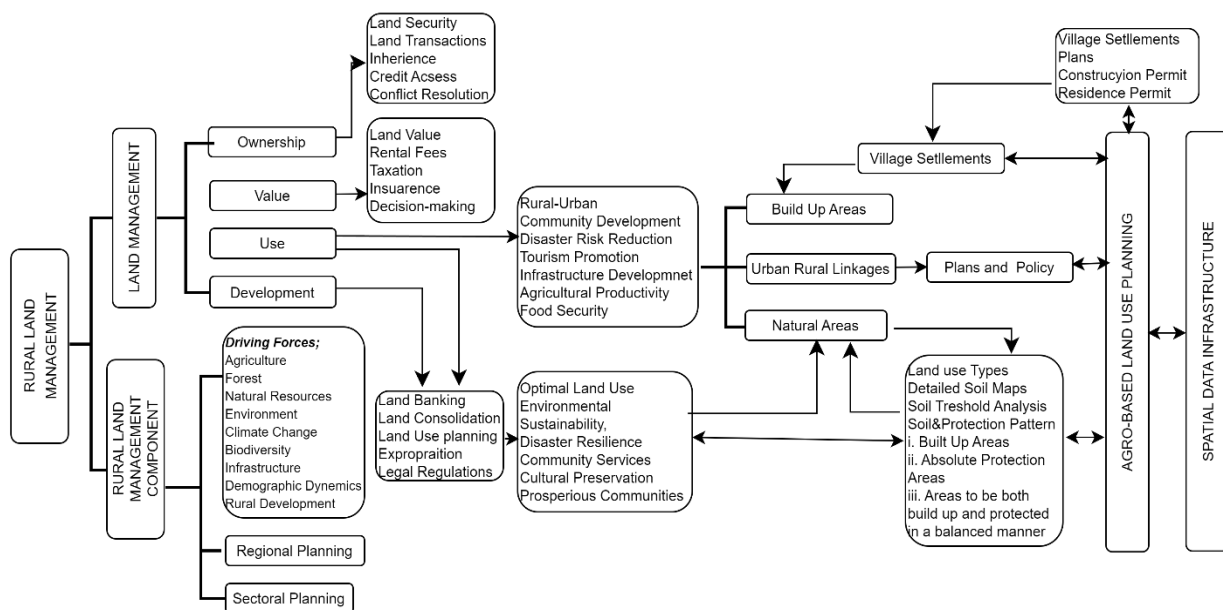 RURAL LAND
MANAGEMENT
LAND MANAGEMENT
RURAL LAND
MANAGEMENT
COMPONENT
Ownership
Value
Use
Development
Land Security
Land Transactions
Inherience
Credit Acsess
Conflict Resolution
Land Value
Rental Fees
Taxation
Insuarence
Decision-making
Driving Forces;
Agriculture
Forest
Natural Resources
Environment
Climate Change
Biodiversity
Infrastructure
Demographic Dynamics
Rural Development
Regional Planning
Sectoral Planning
Land Banking
Land Consolidation
Land Use planning
Expropraition
Legal Regulations
Rural-Urban
Community Development
Disaster Risk Reduction
Tourism Promotion
Infrastructure Developmnet
Agricultural Productivity
Food Security
Optimal Land Use
Environmental
Sustainability,
Disaster Resilience
Community Services
Cultural Preservation
Prosperious Communities
Build Up Areas
Urban Rural Linkages
Natural Areas
Village Setllements
Plans and Policy
Land use Types
Detailed Soil Maps
Soil Treshold Analysis
Soil&Protection Pattern
i. Built Up Areas
ii. Absolute Protection
Areas
iii. Areas to be both
build up and protected
in a balanced manner
Village Setllements
Plans
Construcyion Permit
Residence Permit
AGRO-BASED LAND USE PLANNING
SPATIAL DATA INFRASTRUCTURE